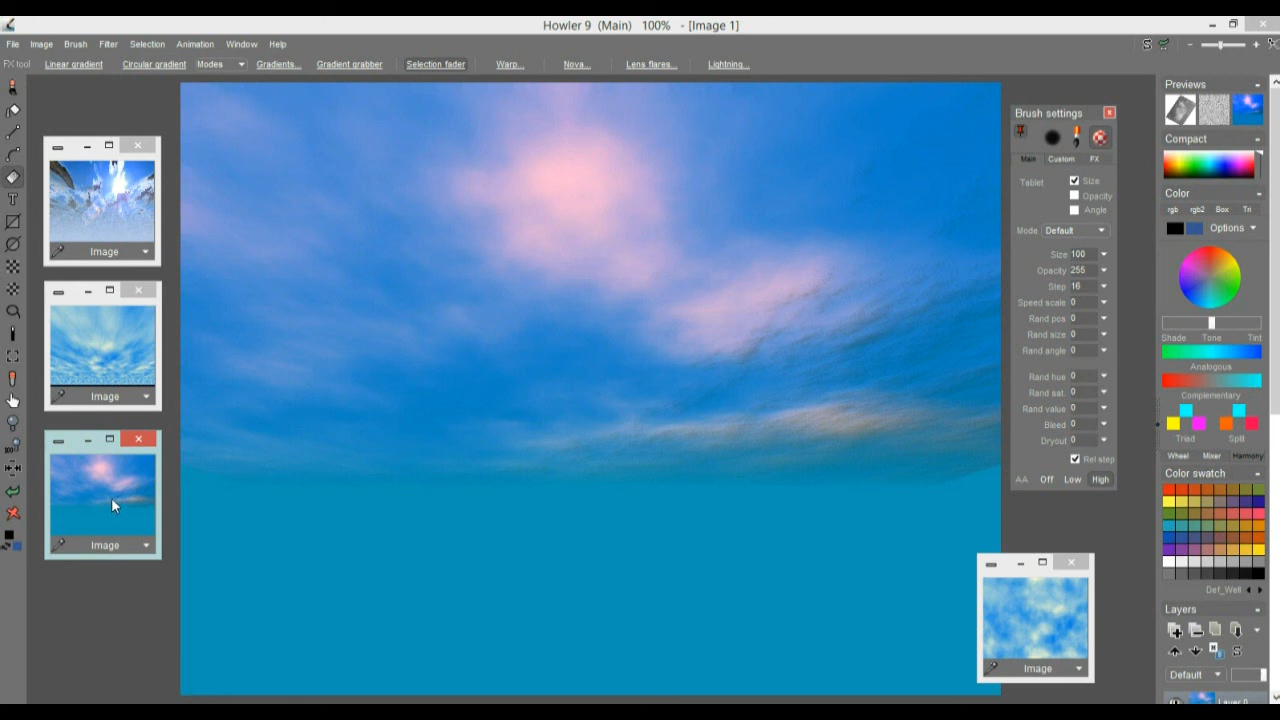 Howler 9 (Main) 100% - [Image 1]
File Image Brush Filter Selection Animation Window Help
FX tool Linear gradient Circular gradient Modes Gradients... Gradient grabber Selection fader Warp... Nova... Lens flares... Lightning...
Image
Image
Image
Image
Brush settings
Main Custom FX
Tablet Size
Opacity
Angle
Mode Default
Size 100
Opacity 255
Step 16
Speed scale 0
Rand pos 0
Rand size 0
Rand angle 0
Rand hue 0
Rand sat. 0
Rand value 0
Bleed 0
Dryout 0
Rel step
AA Off Low High
Previews
Compact
Color
rgb rgb2 Box Tri
Options
Shade Tone Tint
Analogous
Complementary
Triad Split
Wheel Mixer Harmony
Color swatch
Def_Well
Layers
Default
Layer 0